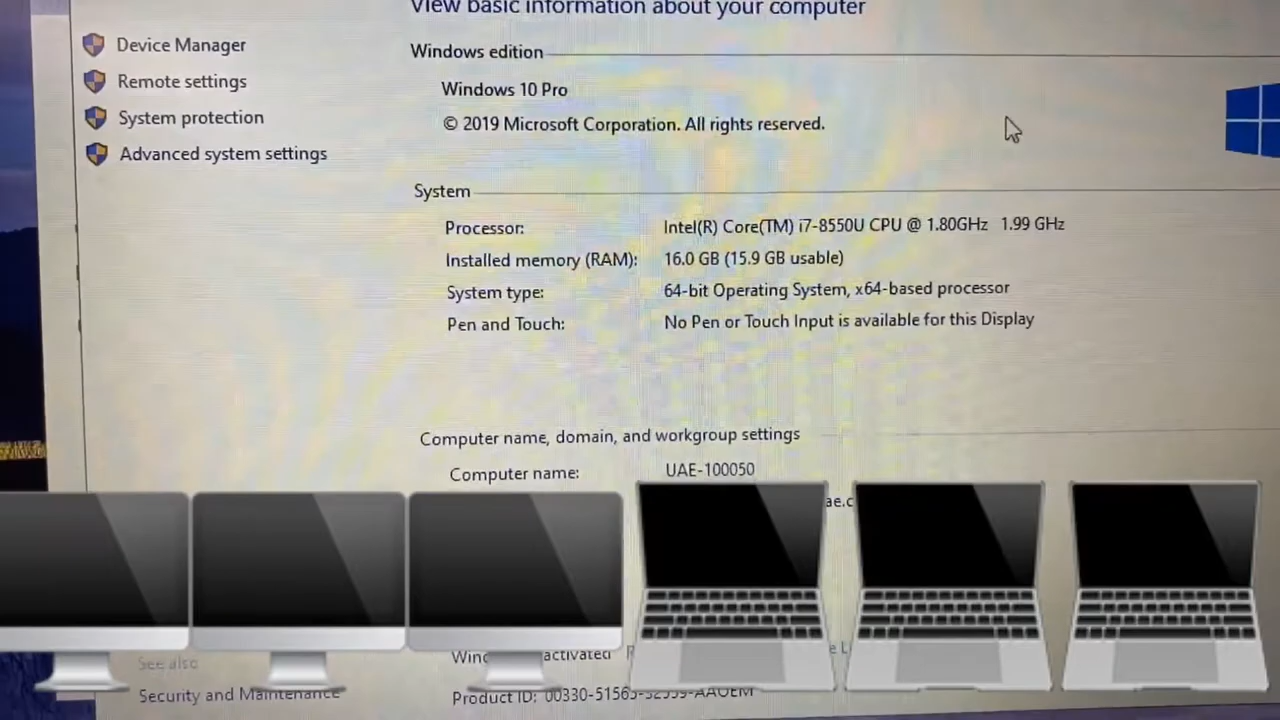 View basic information about your computer
Device Manager
Remote settings
System protection
Advanced system settings
Windows edition
Windows 10 Pro
© 2019 Microsoft Corporation. All rights reserved.
System
Processor: Intel(R) Core(TM) i7-8550U CPU @ 1.80GHz 1.99 GHz
Installed memory (RAM): 16.0 GB (15.9 GB usable)
System type: 64-bit Operating System, x64-based processor
Pen and Touch: No Pen or Touch Input is available for this Display
Computer name, domain, and workgroup settings
Computer name: UAE-100050
ae.c
activated
See also
Security and Maintenance
Product ID: